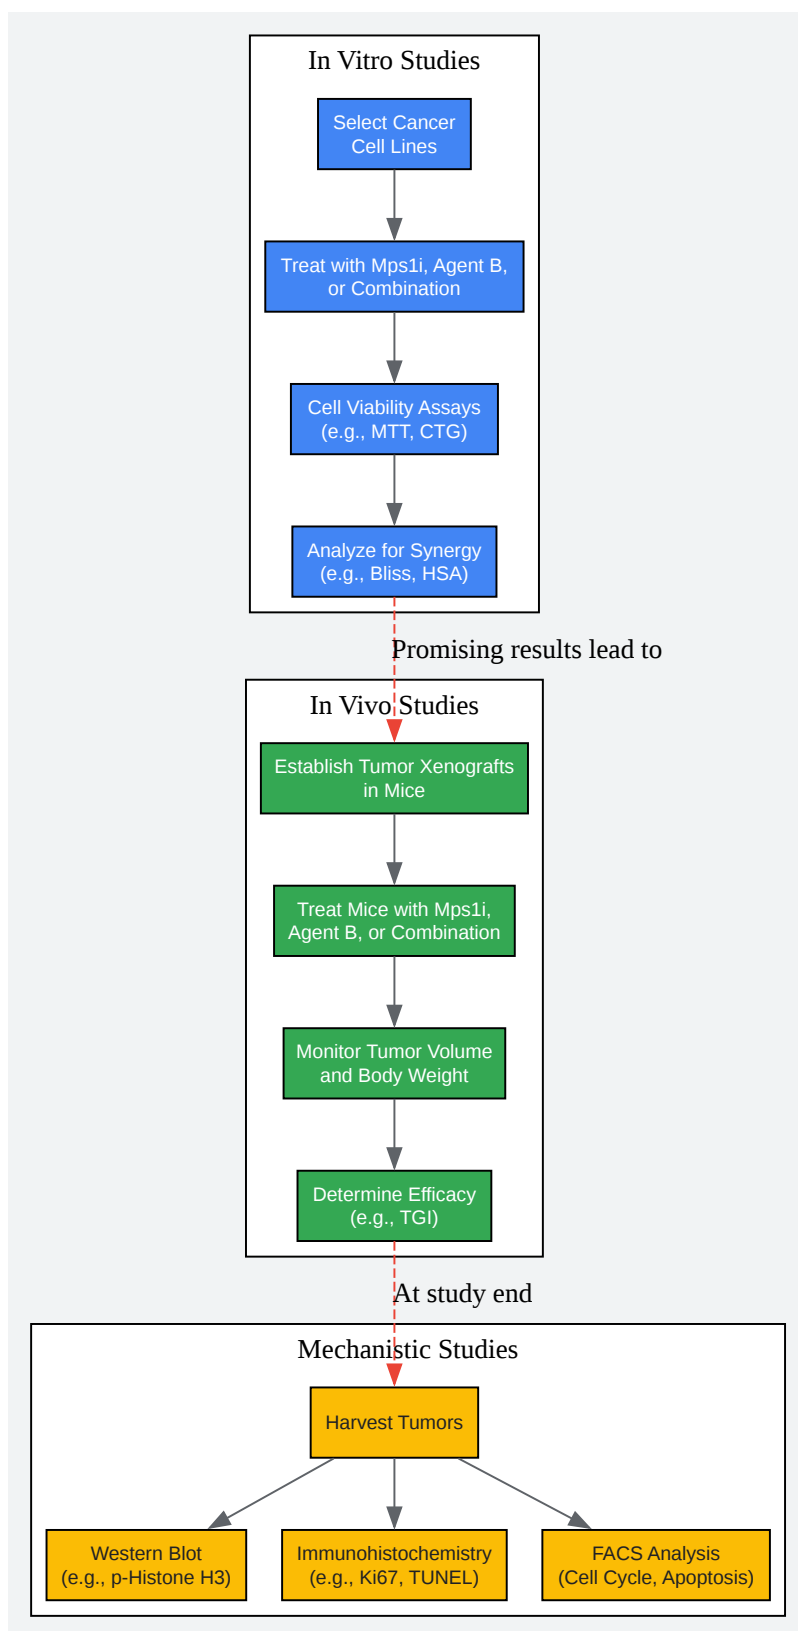 In Vitro Studies
Select Cancer
Cell Lines
Treat with Mps1i, Agent B,
or Combination
Cell Viability Assays
(e.g., MTT, CTG)
Analyze for Synergy
(e.g., Bliss, HSA)
Promising results lead to
In Vivo Studies
Establish Tumor Xenografts
in Mice
Treat Mice with Mps1i,
Agent B, or Combination
Monitor Tumor Volume
and Body Weight
Determine Efficacy
(e.g., TGI)
At study end
Mechanistic Studies
Harvest Tumors
Western Blot
(e.g., p-Histone H3)
Immunohistochemistry
(e.g., Ki67, TUNEL)
FACS Analysis
(Cell Cycle, Apoptosis)